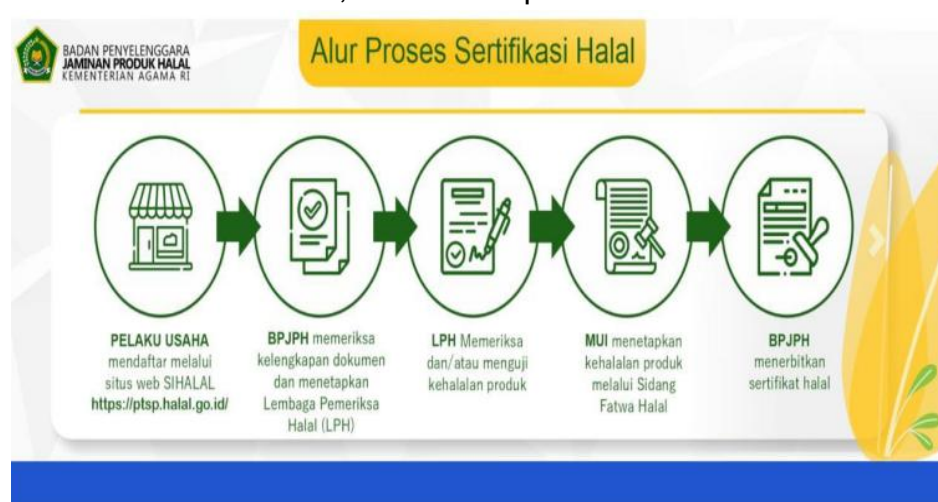 BADAN PENYELENGGARA
JAMINAN PRODUK HALAL
KEMENTERIAN AGAMA RI
Alur Proses Sertifikasi Halal
PELAKU USAHA
mendaftar melalui
situs web SIHALAL
https://ptsp.halal.go.id/
BPJPH memeriksa
kelengkapan dokumen
dan menetapkan
Lembaga Pemeriksa
Halal (LPH)
LPH Memeriksa
dan/atau menguji
kehalalan produk
MUI menetapkan
kehalalan produk
melalui Sidang
Fatwa Halal
BPJPH
menerbitkan
sertifikat halal